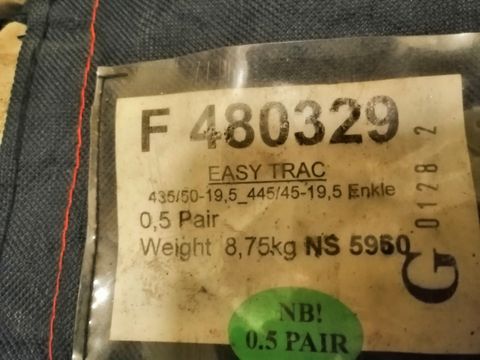 F 480329
EASY TRAC
435/50-19,5_445/45-19,5 Enkle
0,5 Pair
Weight 8,75kg NS 5960
G 0128 2
NB!
0.5 PAIR